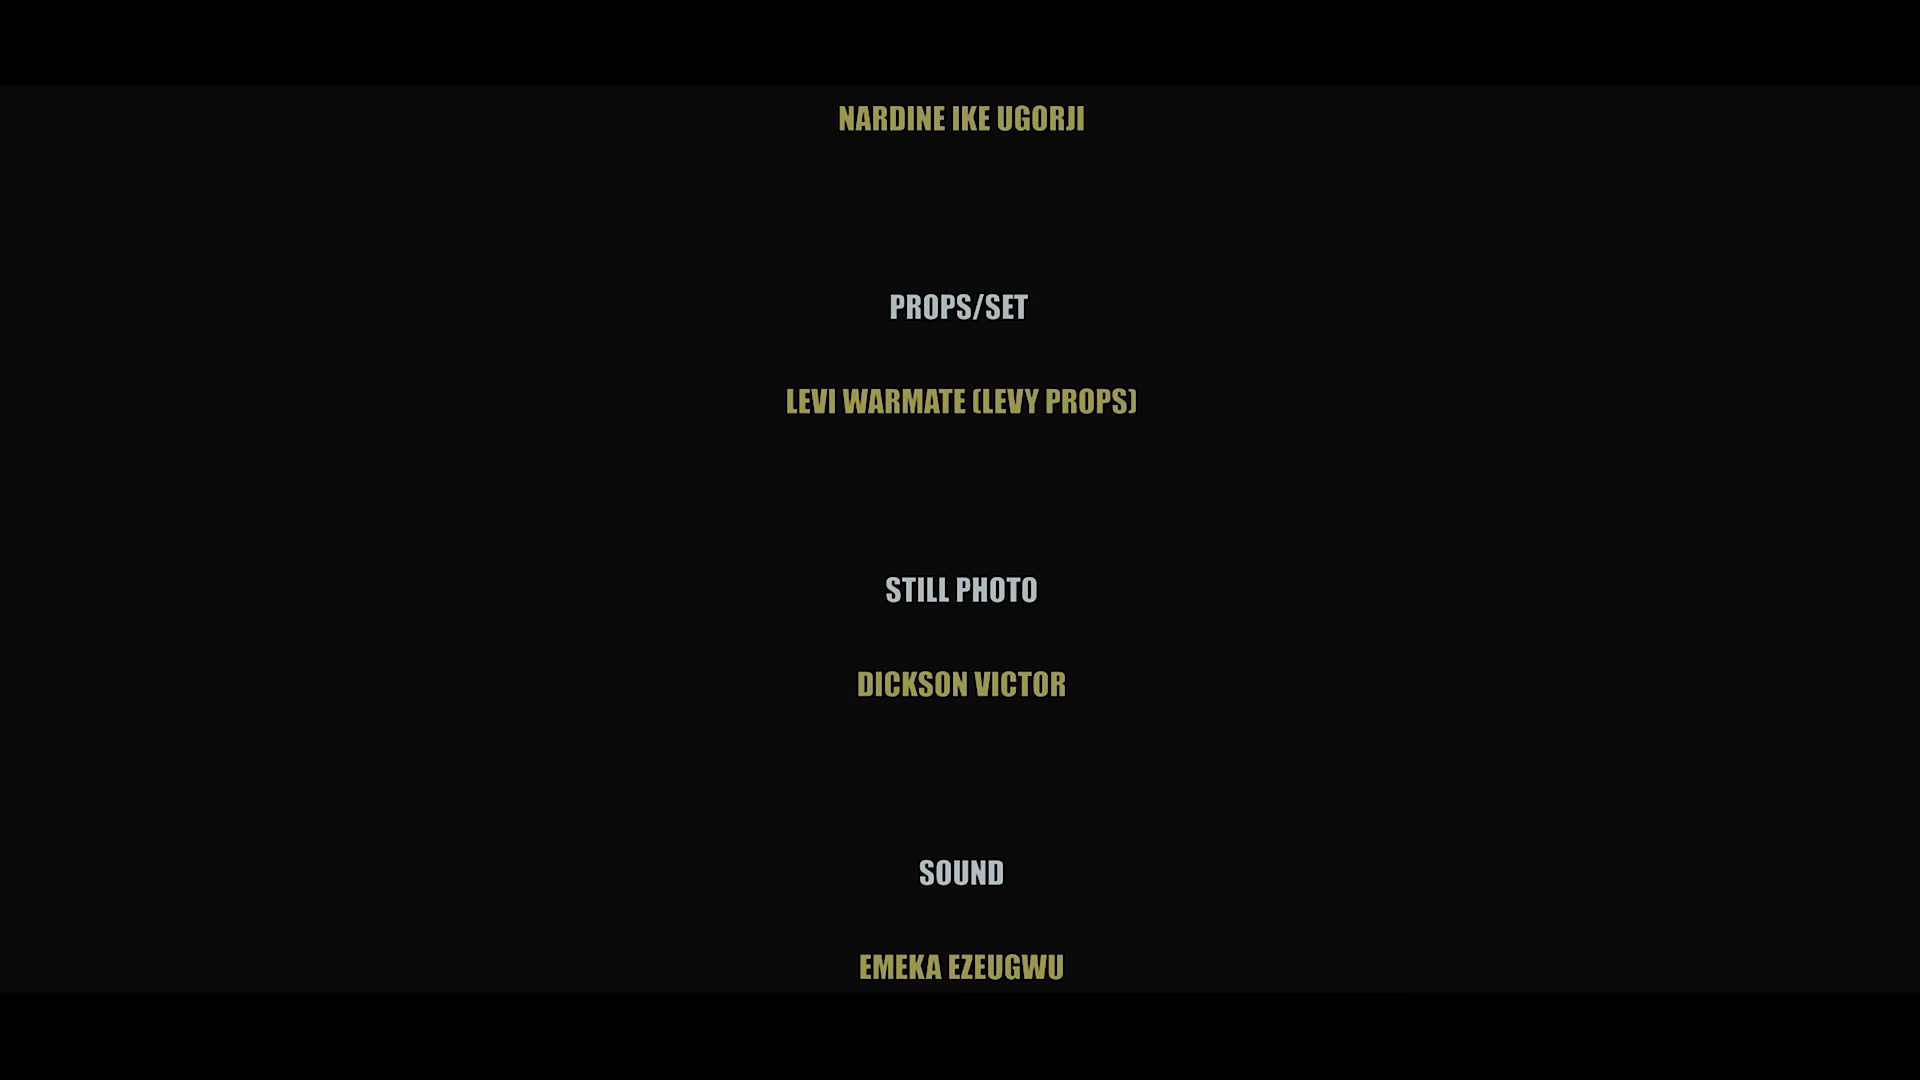 NARDINE IKE UGORJI
PROPS/SET
LEVI WARMATE (LEVY PROPS)
STILL PHOTO
DICKSON VICTOR
SOUND
EMEKA EZEUGWU